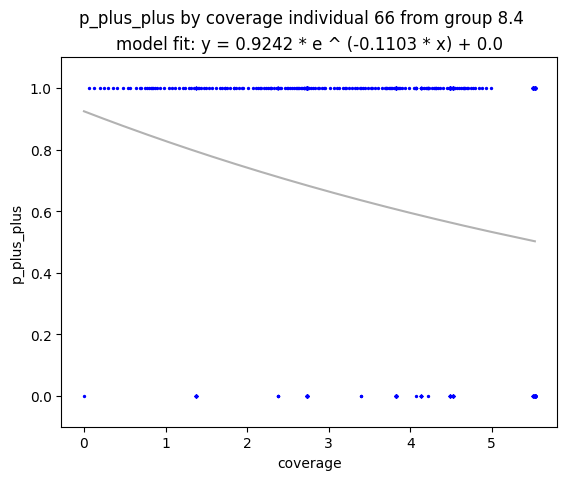 p_plus_plus by coverage individual 66 from group 8.4
model fit: y = 0.9242 * e ^ (-0.1103 * x) + 0.0
1.0
0.8
0.6
0.4
0.2
0.0
p_plus_plus
0 1 2 3 4 5
coverage